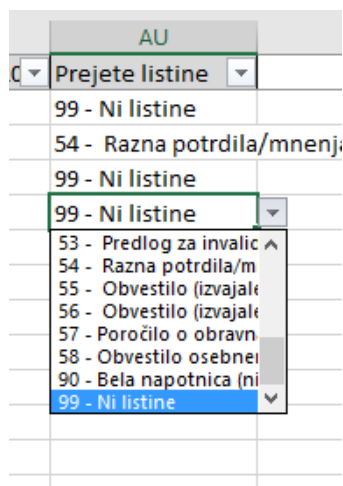 AU
Prejete listine
99 - Ni listine
54 - Razna potrdila/mnenja
99 - Ni listine
99 - Ni listine
53 - Predlog za invalid
54 - Razna potrdila/m
55 - Obvestilo (izvajale
56 - Obvestilo (izvajale
57 - Poročilo o obravn
58 - Obvestilo osebne
90 - Bela napotnica (ni
99 - Ni listine